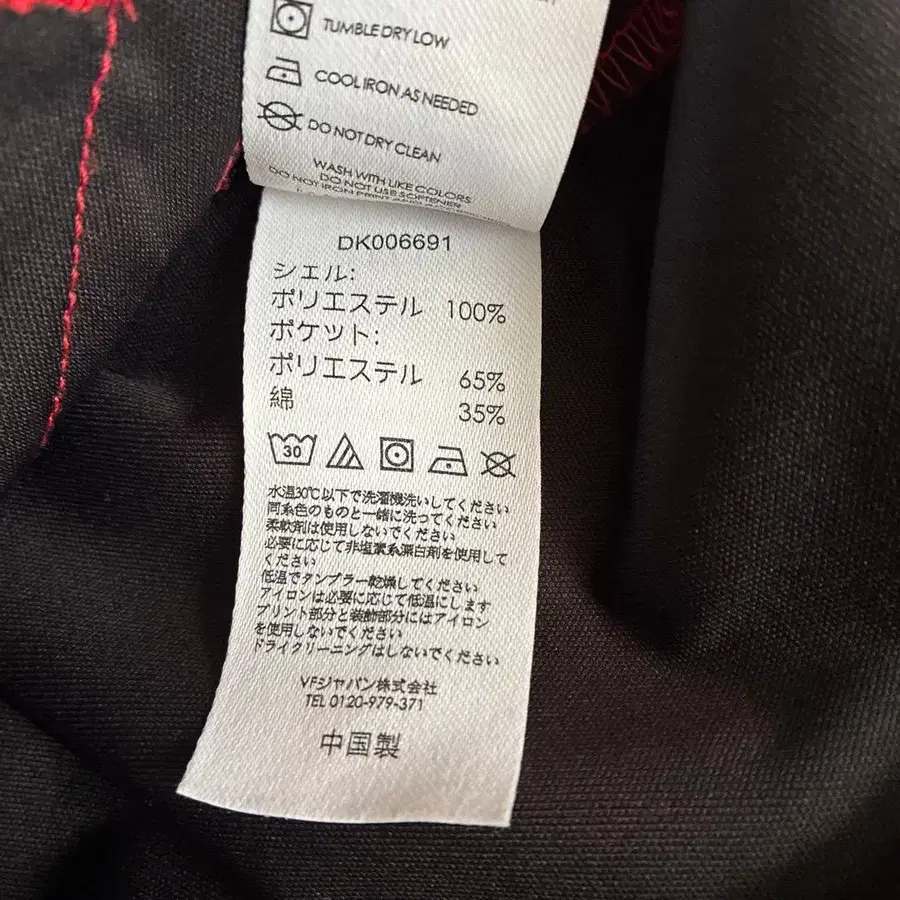 TUMBLE DRY LOW
COOL IRON AS NEEDED
DO NOT DRY CLEAN
WASH WITH LIKE COLORS
DO NOT USE SOFTENER
DO NOT IRON PRINT AND
DK006691
シェル:
ポリエステル 100%
ポケット:
ポリエステル 65%
綿 35%
30
水温30℃以下で洗濯機洗いしてください
同系色のものと一緒に洗ってください
柔軟剤は使用しないでください
必要に応じて非塩素系漂白剤を使用して
ください
低温でタンブラー乾燥してください
アイロンは必要に応じて低温にします
プリント部分と装飾部分にはアイロン
を使用しないでください
ドライクリーニングはしないでください
VFジャパン株式会社
TEL 0120-979-371
中国製